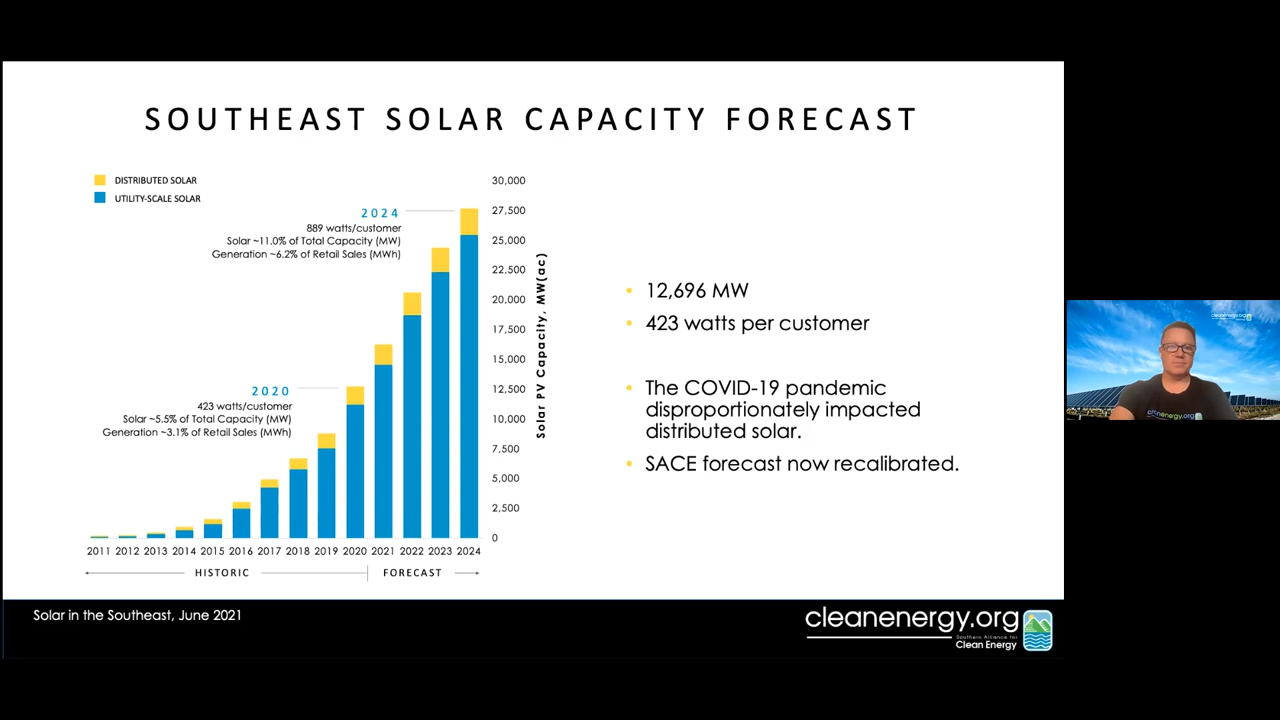 SOUTHEAST SOLAR CAPACITY FORECAST
DISTRIBUTED SOLAR
UTILITY-SCALE SOLAR
2024
889 watts/customer
Solar ~11.0% of Total Capacity (MW)
Generation ~6.2% of Retail Sales (MWh)
2020
423 watts/customer
Solar ~5.5% of Total Capacity (MW)
Generation ~3.1% of Retail Sales (MWh)
30,000
27,500
25,000
22,500
20,000
17,500
15,000
12,500
10,000
7,500
5,000
2,500
0
Solar PV Capacity, MW(ac)
2011 2012 2013 2014 2015 2016 2017 2018 2019 2020 2021 2022 2023 2024
HISTORIC FORECAST
• 12,696 MW
• 423 watts per customer
• The COVID-19 pandemic
disproportionately impacted
distributed solar.
• SACE forecast now recalibrated.
Solar in the Southeast, June 2021
cleanenergy.org
Southern Alliance for
Clean Energy
cleanenergy.org
cleanenergy.org